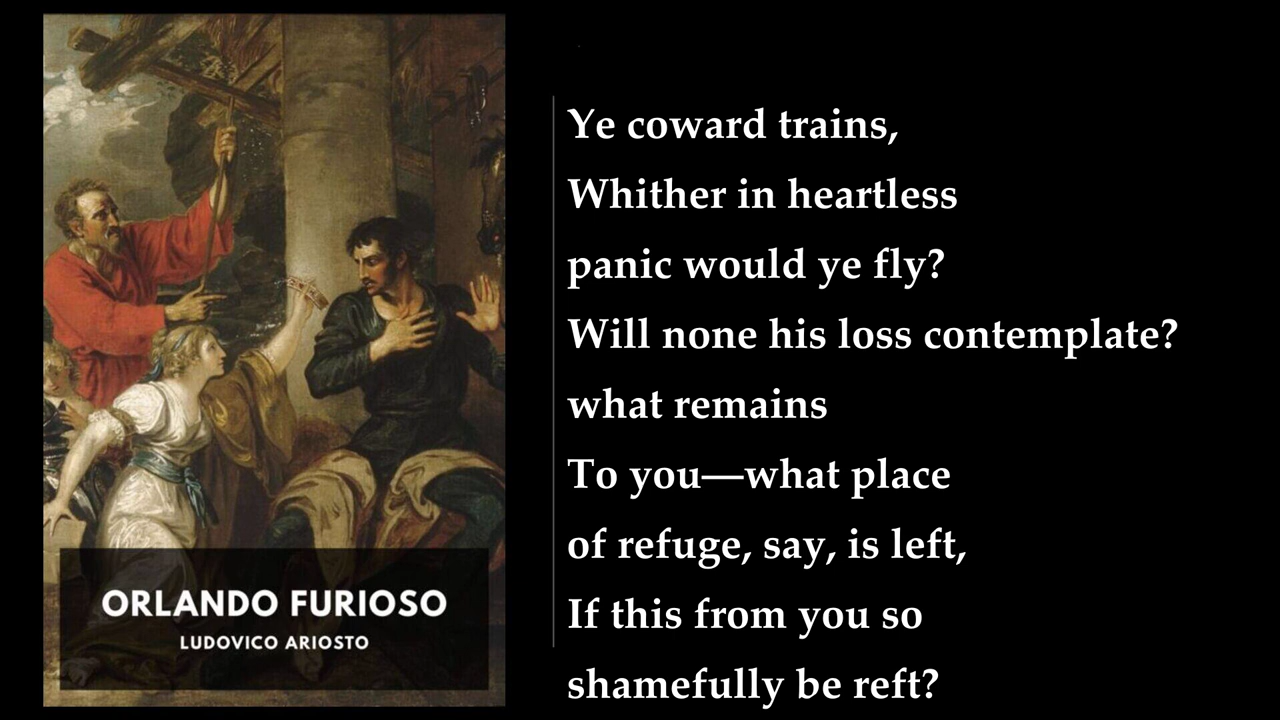 ORLANDO FURIOSO
LUDOVICO ARIOSTO
Ye coward trains,
Whither in heartless
panic would ye fly?
Will none his loss contemplate?
what remains
To you—what place
of refuge, say, is left,
If this from you so
shamefully be reft?